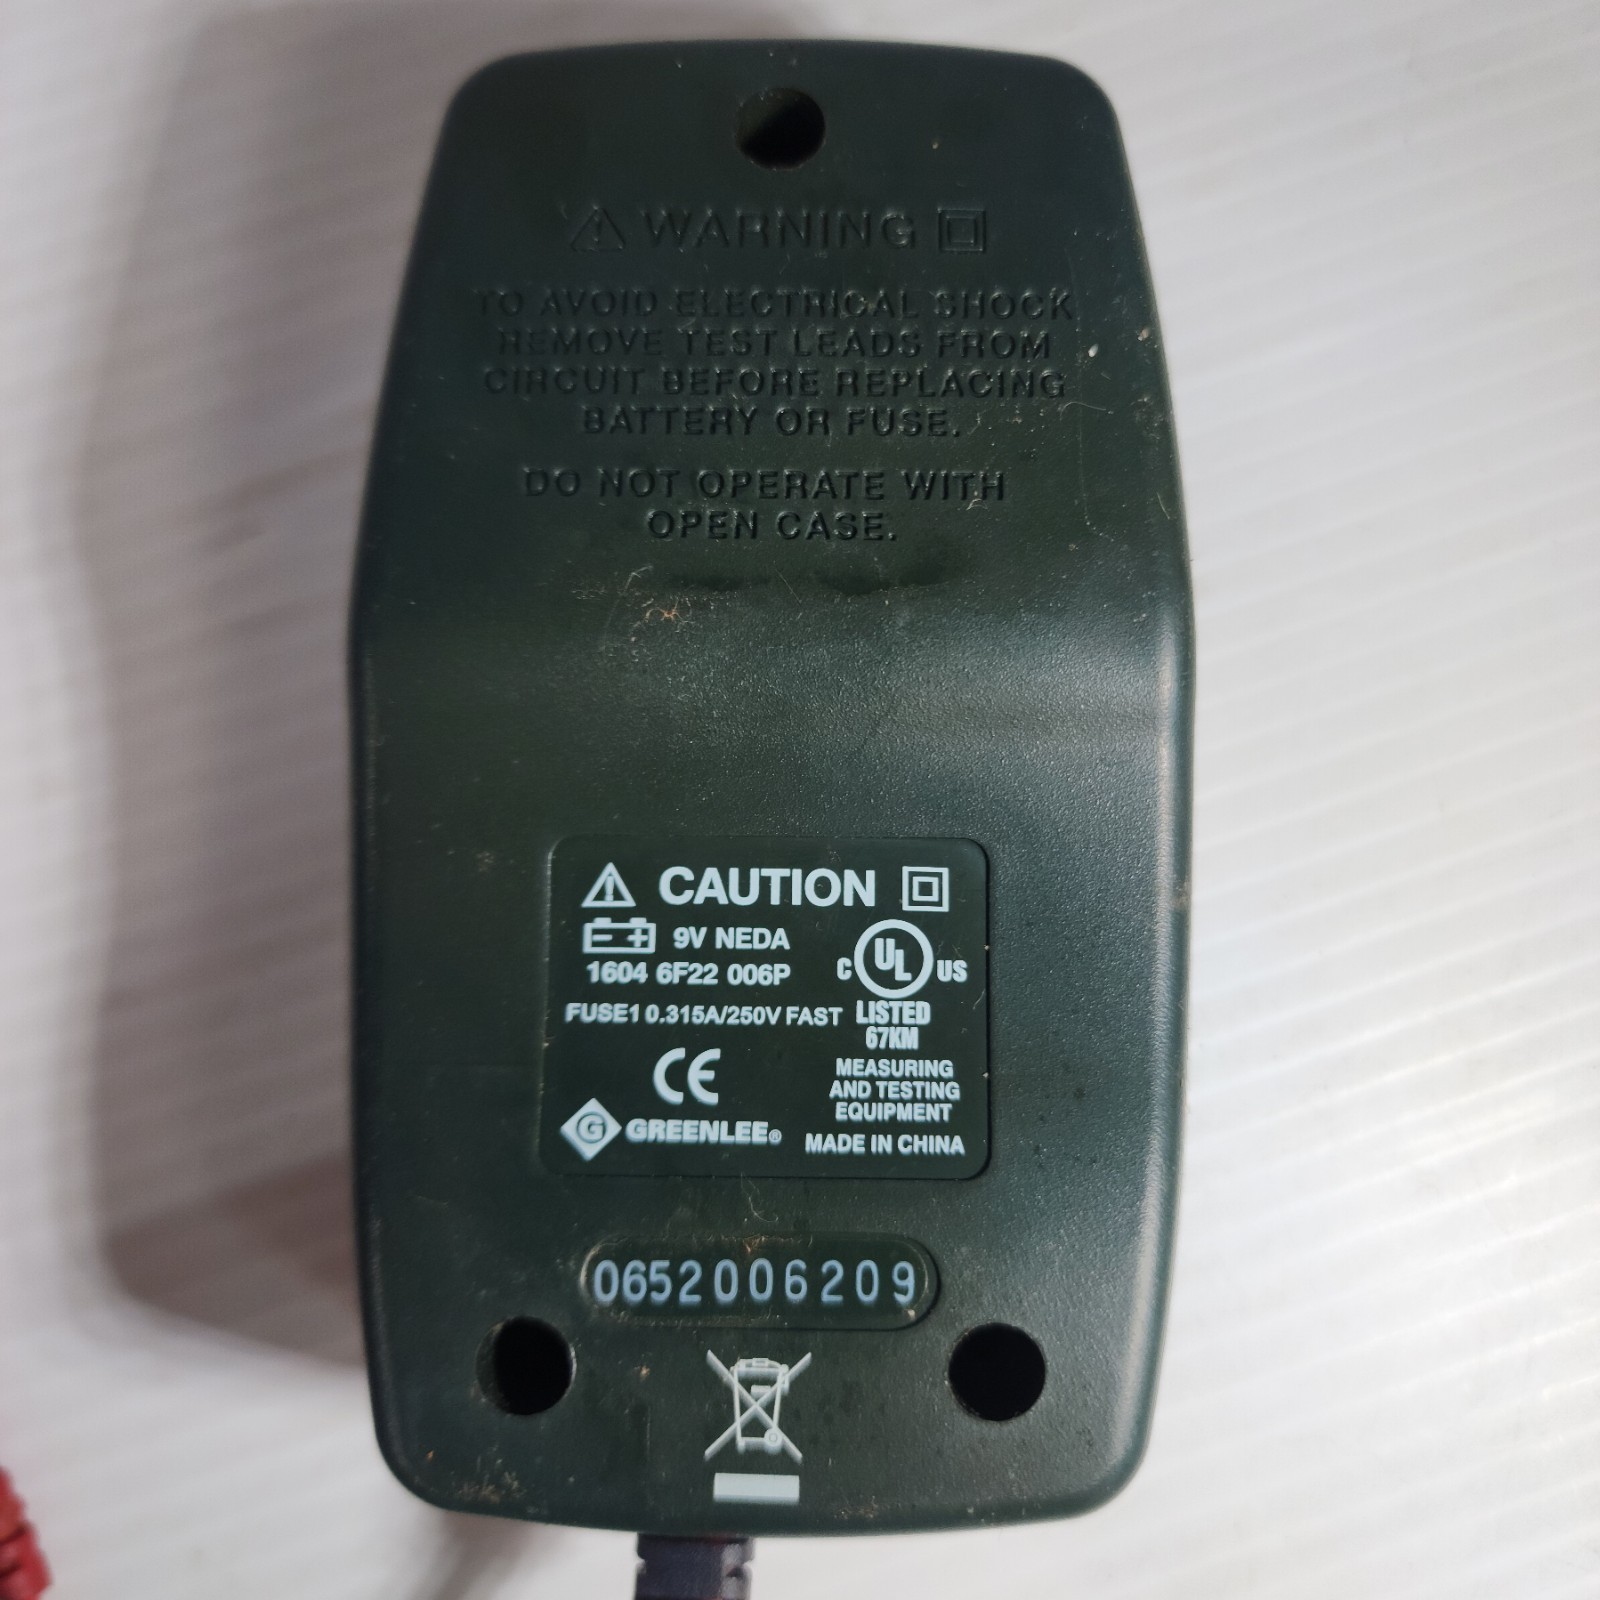 WARNING
TO AVOID ELECTRICAL SHOCK
REMOVE TEST LEADS FROM
CIRCUIT BEFORE REPLACING
BATTERY OR FUSE.
DO NOT OPERATE WITH
OPEN CASE.
CAUTION
9V NEDA
1604 6F22 006P
FUSE1 0.315A/250V FAST
C UL US
LISTED
67KM
MEASURING
AND TESTING
EQUIPMENT
CE
G GREENLEE®
MADE IN CHINA
0652006209